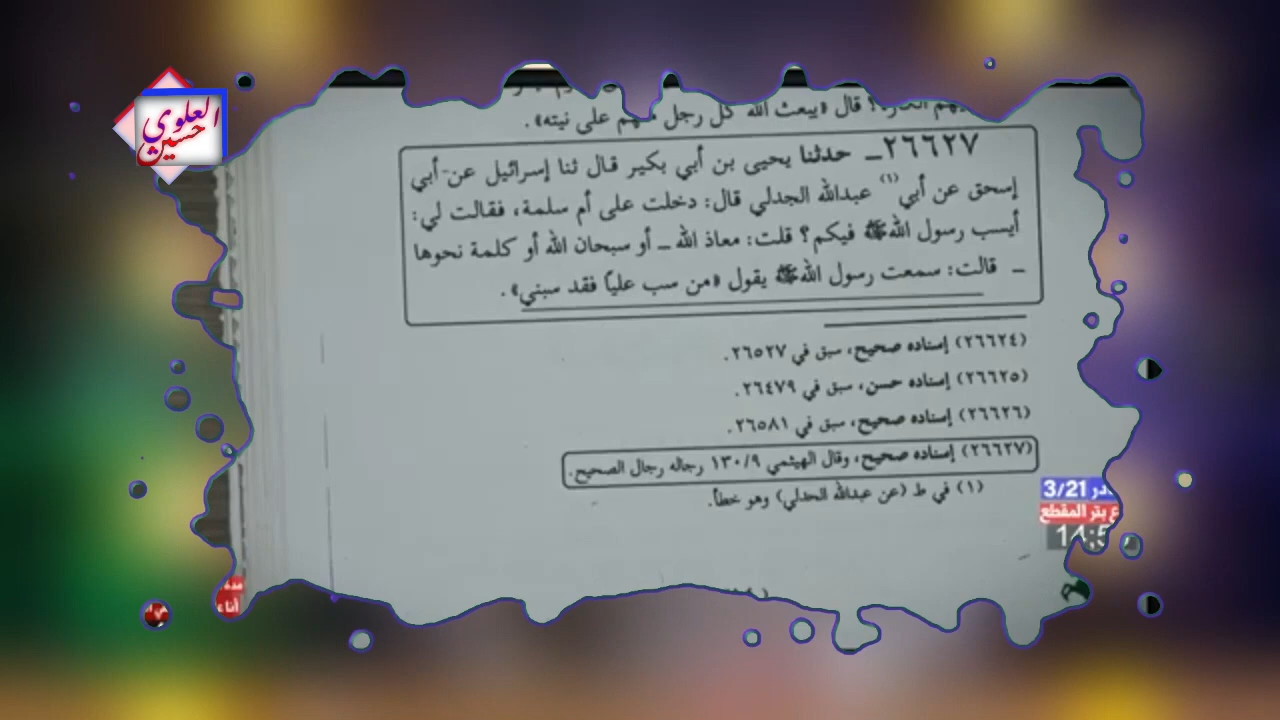 العلوي
حسين
قال «يبعث الله كل رجل منهم على نيته».
٢٦٦٢٧ـ حدثنا يحيى بن أبي بكير قال ثنا إسرائيل عن أبي
إسحق عن أبي(١) عبدالله الجدلي قال: دخلت على أم سلمة، فقالت لي:
أيسب رسول الله ﷺ فيكم؟ قلت: معاذ الله ـ أو سبحان الله أو كلمة نحوها
ـ قالت: سمعت رسول الله ﷺ يقول «من سب عليًا فقد سبني».
(٢٦٦٢٤) إسناده صحيح، سبق في ٢٦٥٢٧.
(٢٦٦٢٥) إسناده حسن، سبق في ٢٦٤٧٩.
(٢٦٦٢٦) إسناده صحيح، سبق في ٢٦٥٨١.
(٢٦٦٢٧) إسناده صحيح، وقال الهيثمي ١٣٠/٩ رجاله رجال الصحيح.
(١) في ط (عن عبدالله الجدلي) وهو خطأ.
3/21
بتر المقطع